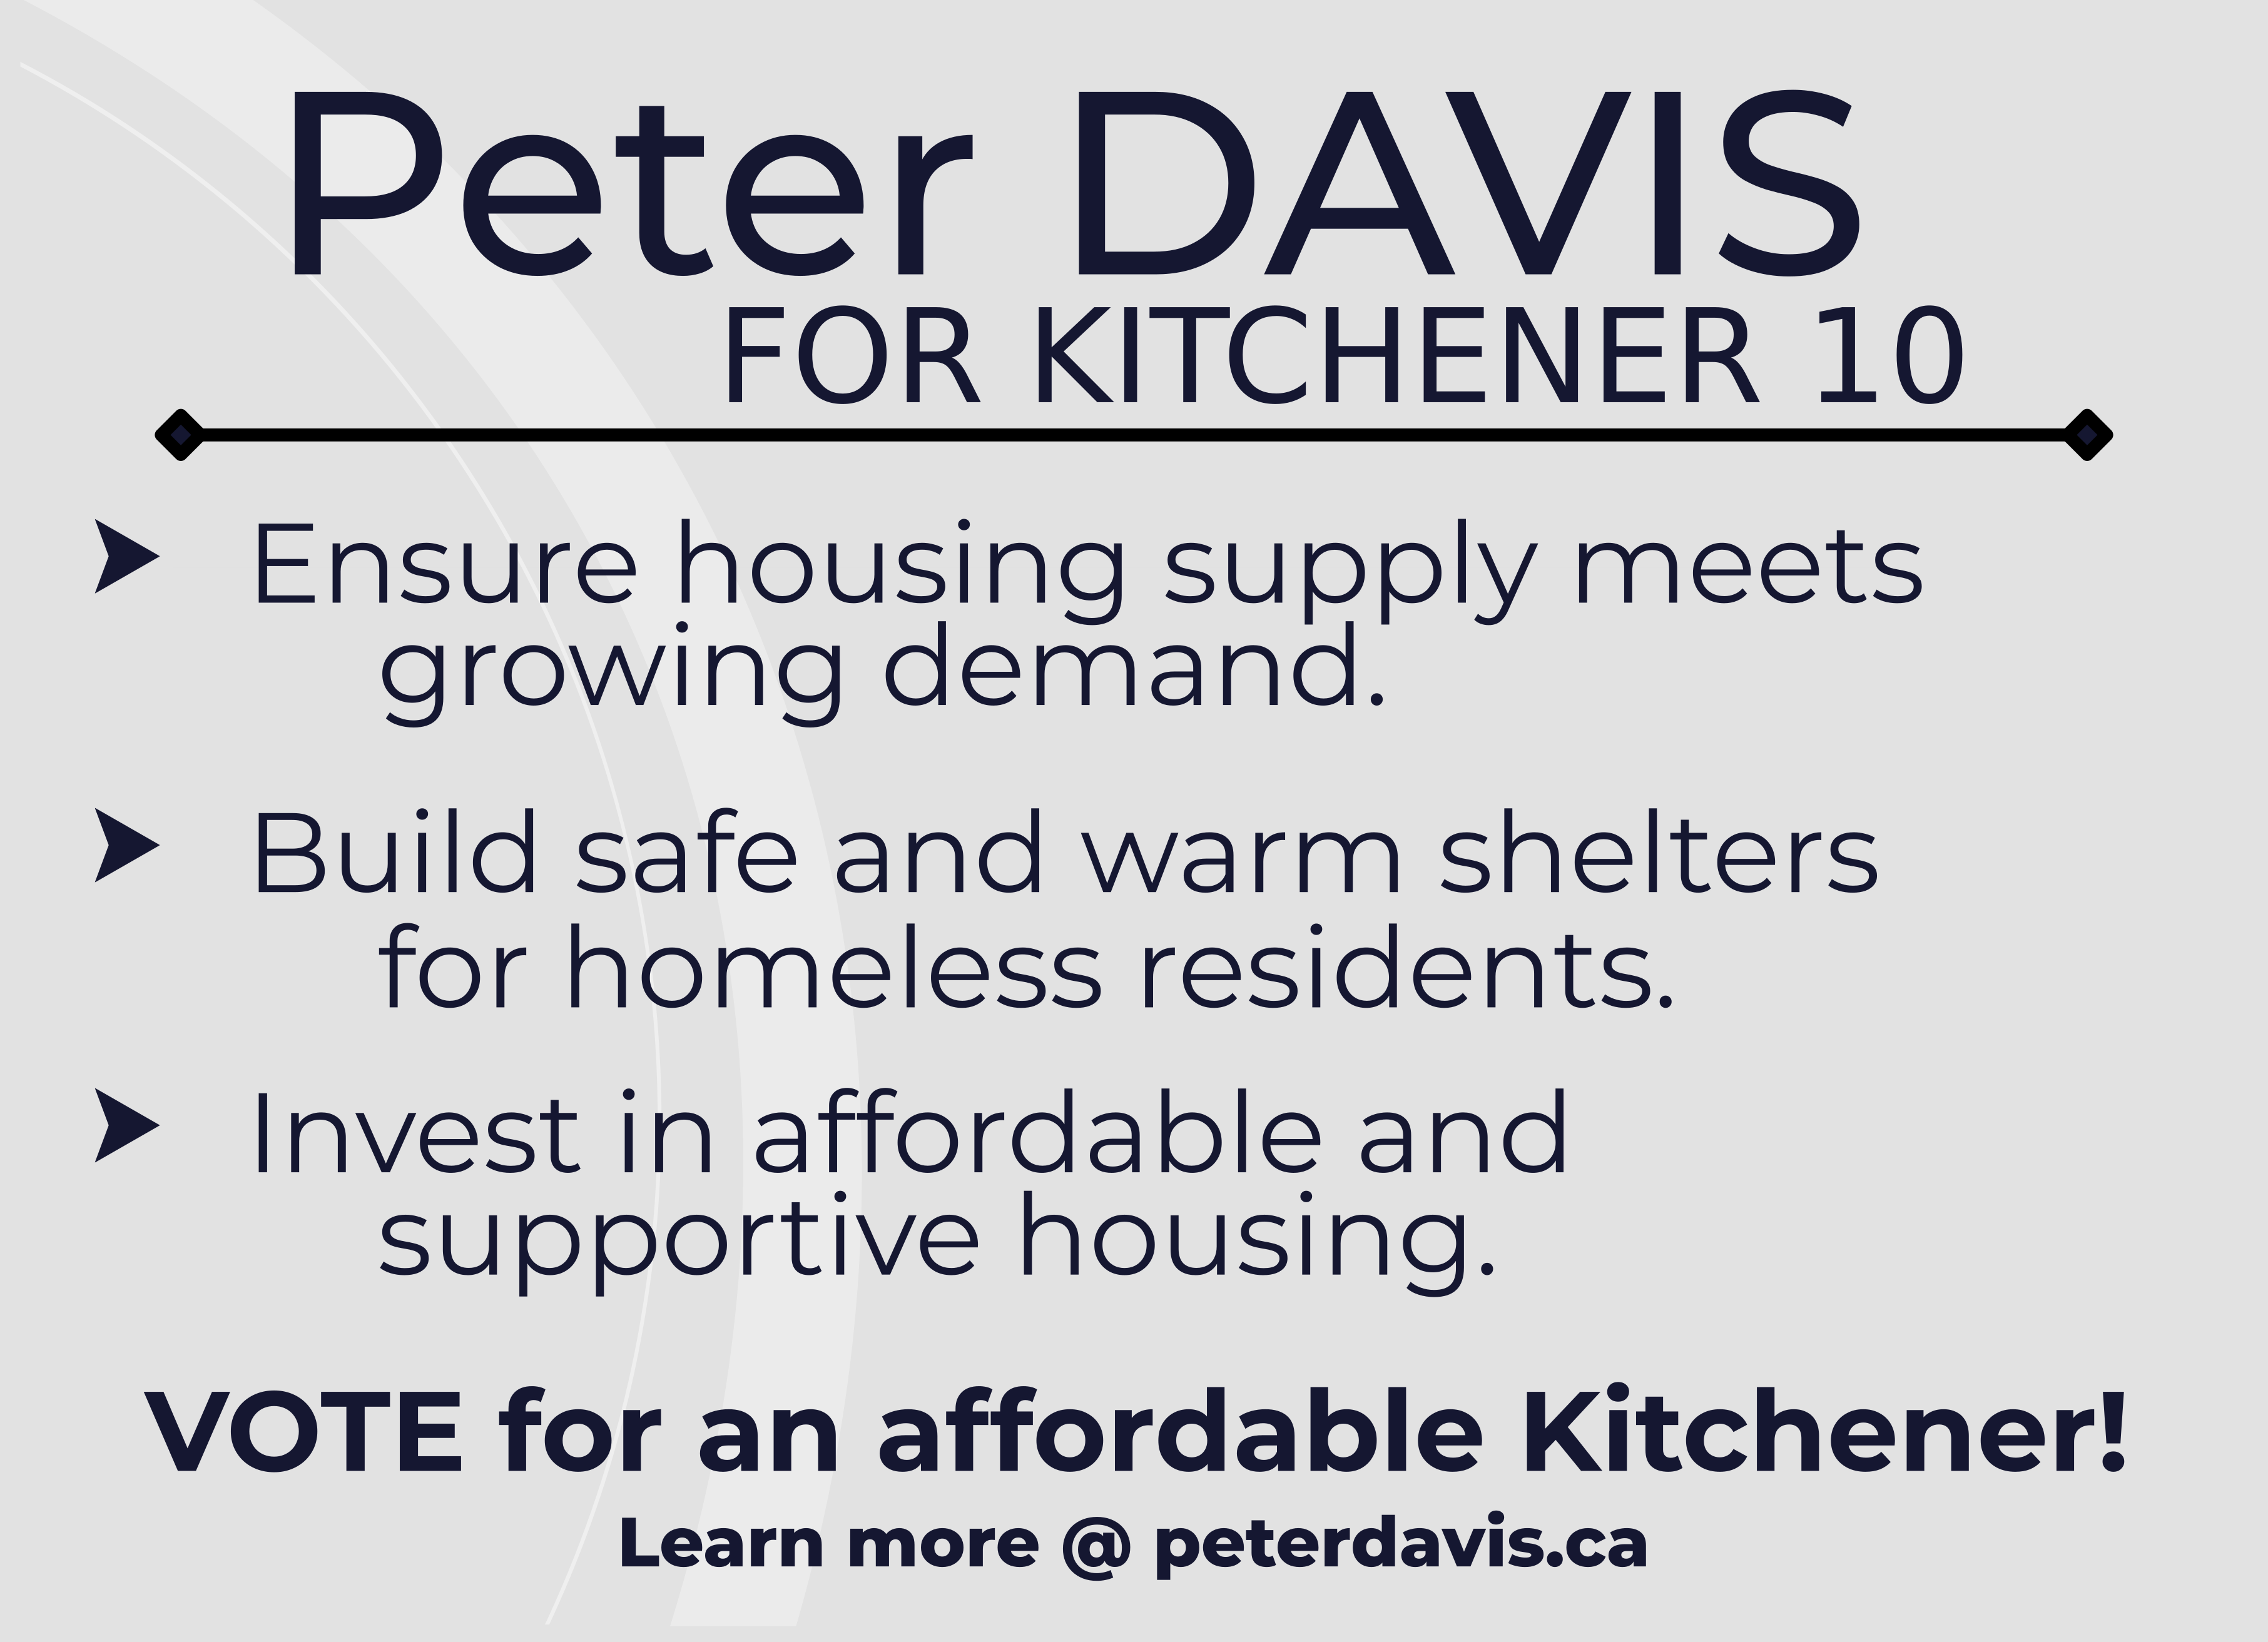 Peter DAVIS
FOR KITCHENER 10
➤ Ensure housing supply meets
growing demand.
➤ Build safe and warm shelters
for homeless residents.
➤ Invest in affordable and
supportive housing.
VOTE for an affordable Kitchener!
Learn more @ peterdavis.ca